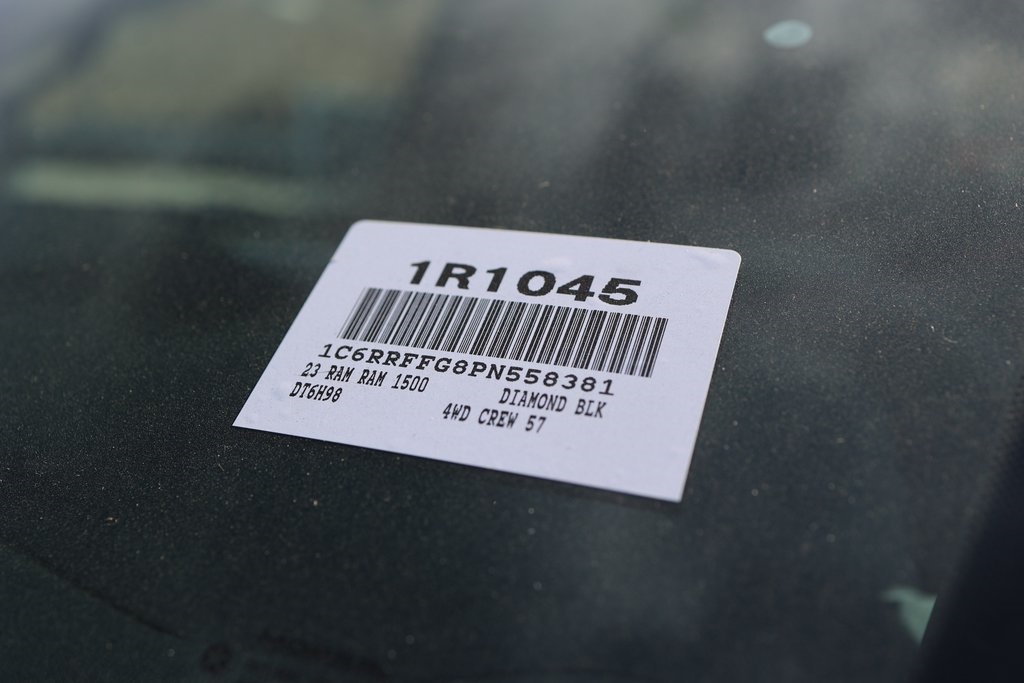 1R1045
1C6RRFFG8PN558381
23 RAM RAM 1500 DIAMOND BLK
DT6H98 4WD CREW 57